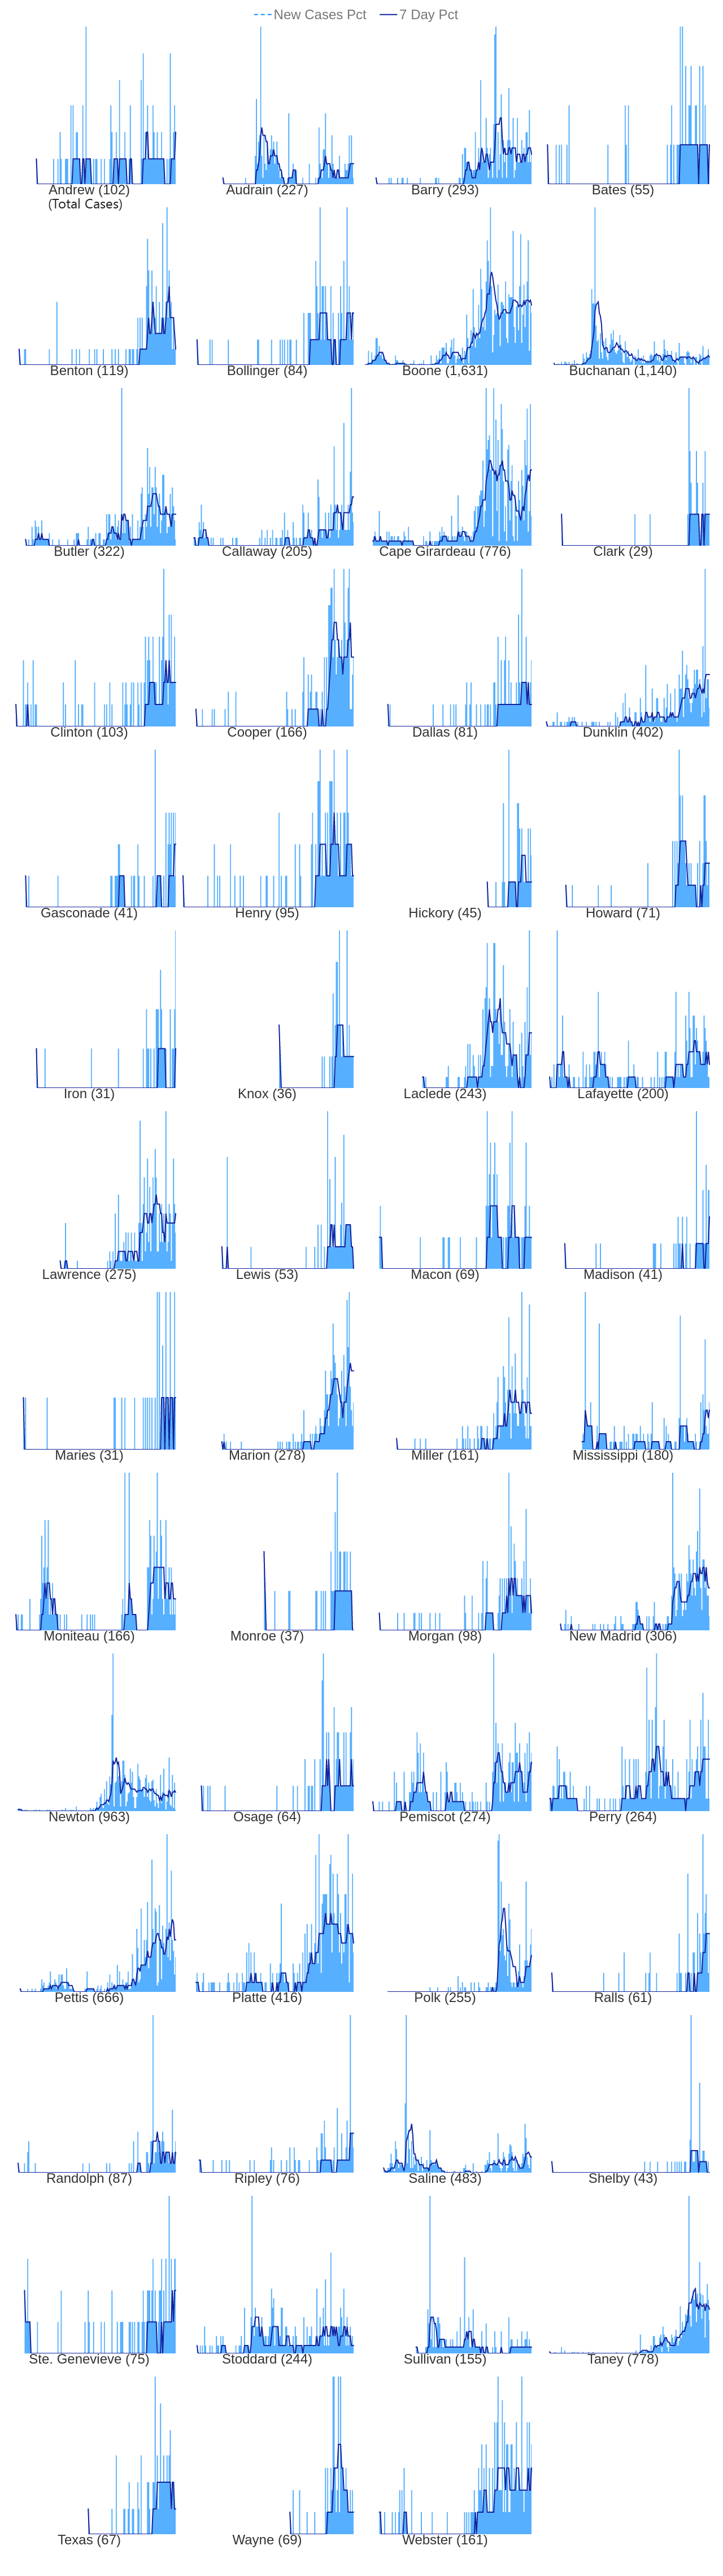 New Cases Pct 7 Day Pct
Andrew (102) Audrain (227) Barry (293) Bates (55)
(Total Cases)
Benton (119) Bollinger (84) Boone (1,631) Buchanan (1,140)
Butler (322) Callaway (205) Cape Girardeau (776) Clark (29)
Clinton (103) Cooper (166) Dallas (81) Dunklin (402)
Gasconade (41) Henry (95) Hickory (45) Howard (71)
Iron (31) Knox (36) Laclede (243) Lafayette (200)
Lawrence (275) Lewis (53) Macon (69) Madison (41)
Maries (31) Marion (278) Miller (161) Mississippi (180)
Moniteau (166) Monroe (37) Morgan (98) New Madrid (306)
Newton (963) Osage (64) Pemiscot (274) Perry (264)
Pettis (666) Platte (416) Polk (255) Ralls (61)
Randolph (87) Ripley (76) Saline (483) Shelby (43)
Ste. Genevieve (75) Stoddard (244) Sullivan (155) Taney (778)
Texas (67) Wayne (69) Webster (161)